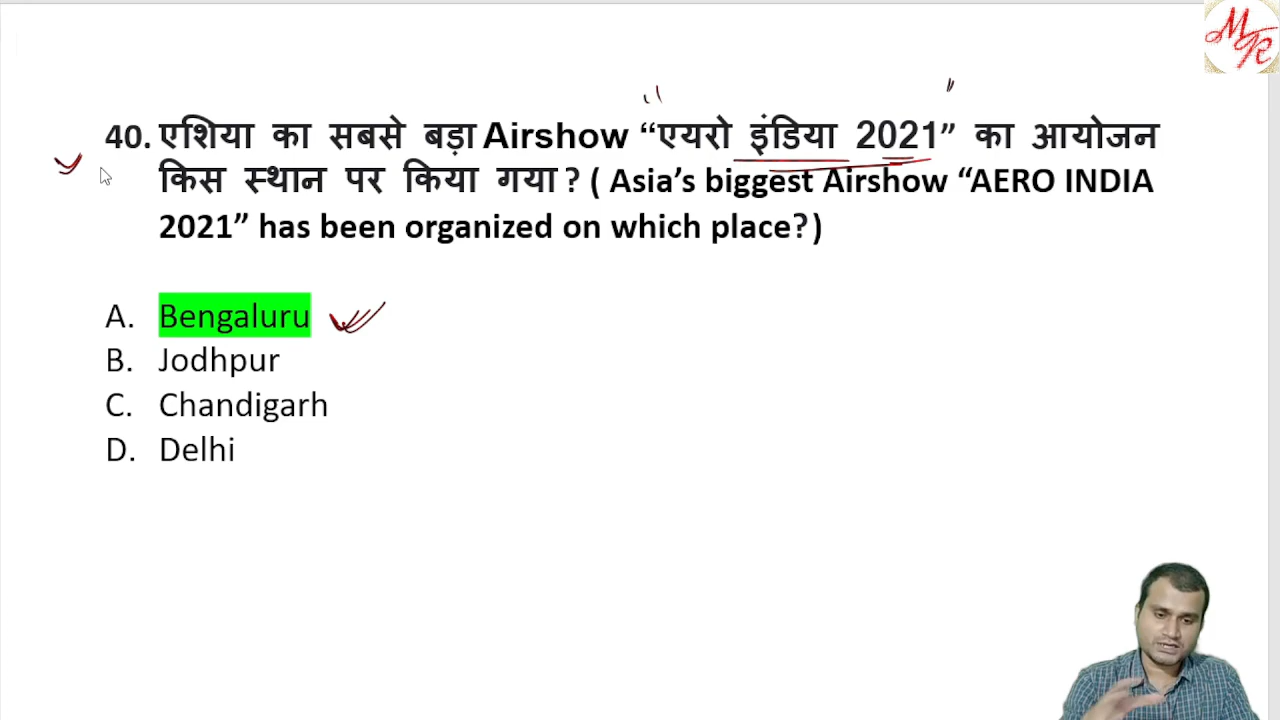 MR
40. एशिया का सबसे बड़ा Airshow “एयरो इंडिया 2021” का आयोजन
किस स्थान पर किया गया? ( Asia’s biggest Airshow “AERO INDIA
2021” has been organized on which place?)
A. Bengaluru
B. Jodhpur
C. Chandigarh
D. Delhi